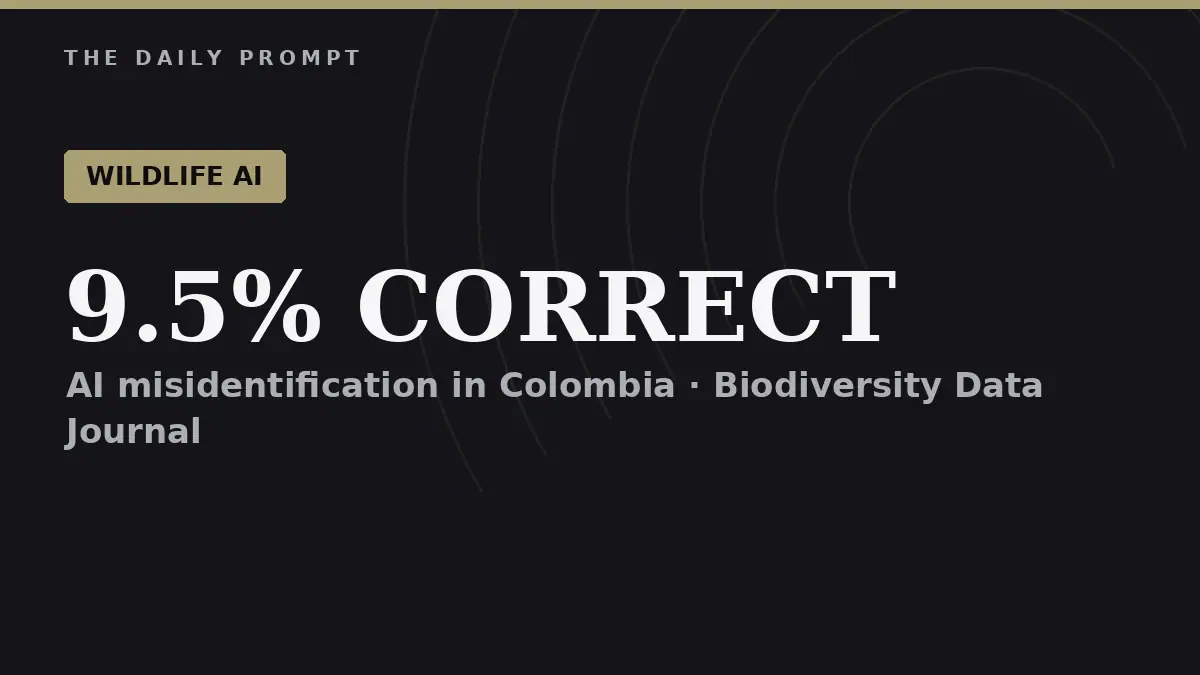 THE DAILY PROMPT
WILDLIFE AI
9.5% CORRECT
AI misidentification in Colombia · Biodiversity Data
Journal